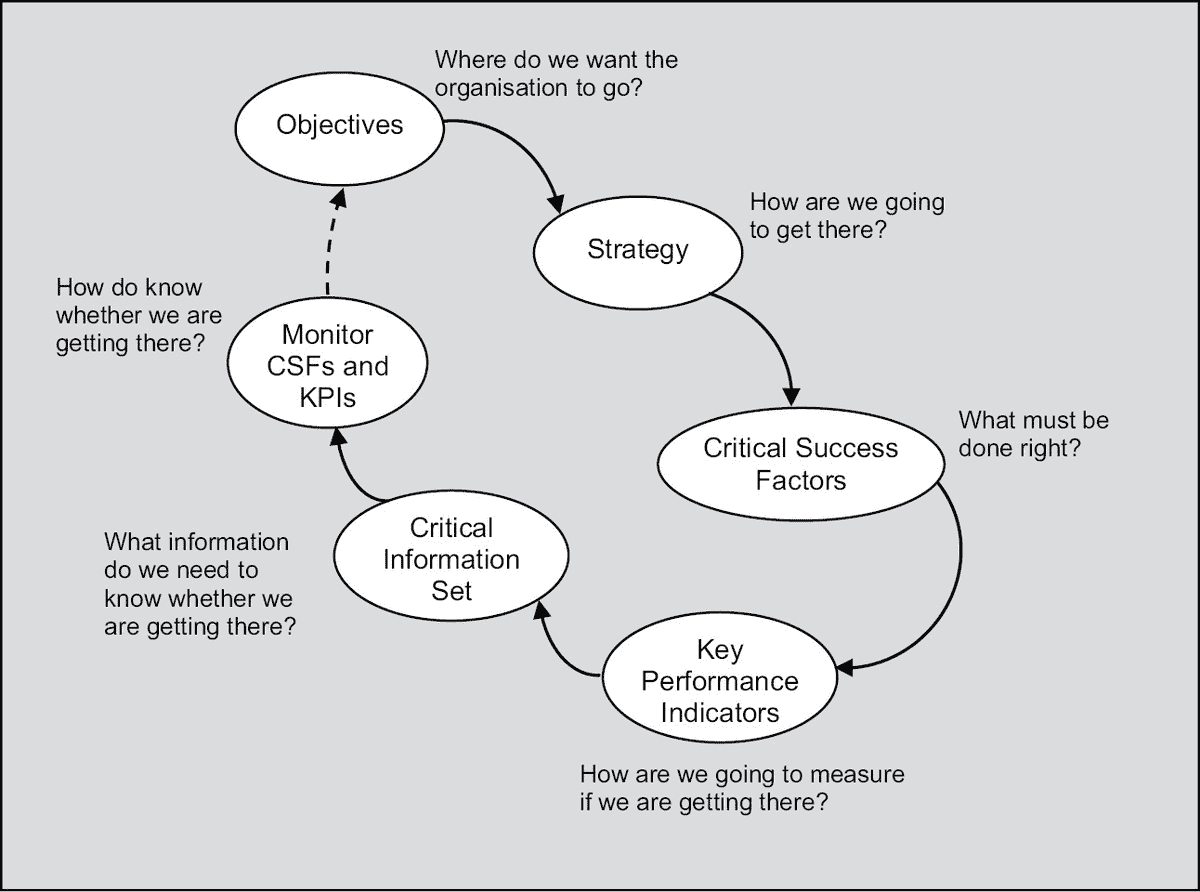 Where do we want the
organisation to go?
Objectives
How are we going
to get there?
Strategy
What must be
done right?
Critical Success
Factors
Key
Performance
Indicators
How are we going to measure
if we are getting there?
Critical
Information
Set
What information
do we need to
know whether we
are getting there?
Monitor
CSFs and
KPIs
How do know
whether we are
getting there?